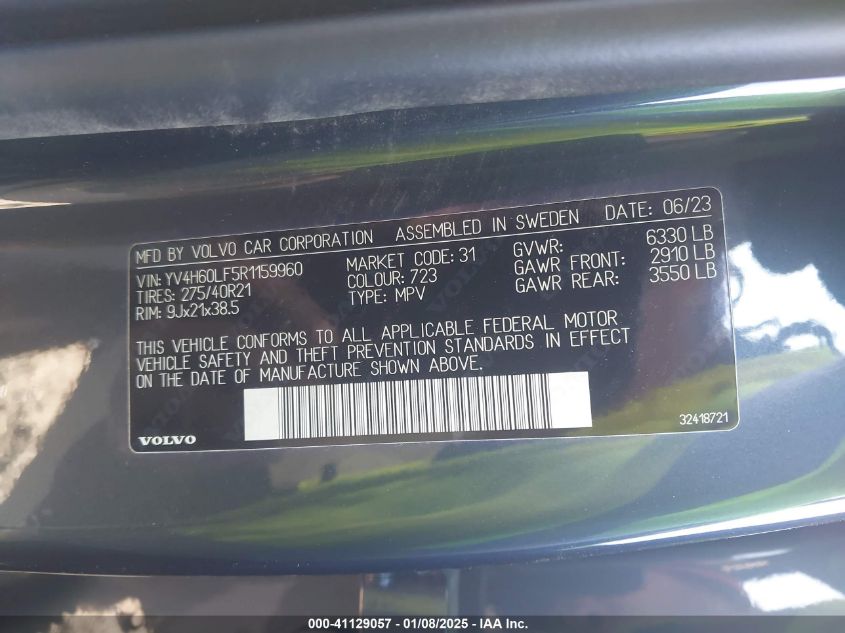 MFD BY VOLVO CAR CORPORATION ASSEMBLED IN SWEDEN DATE: 06/23
VIN: YV4H60LF5R1159960 MARKET CODE: 31 GVWR: 6330 LB
TIRES: 275/40R21 COLOUR: 723 GAWR FRONT: 2910 LB
RIM: 9Jx21x38.5 TYPE: MPV GAWR REAR: 3550 LB
THIS VEHICLE CONFORMS TO ALL APPLICABLE FEDERAL MOTOR
VEHICLE SAFETY AND THEFT PREVENTION STANDARDS IN EFFECT
ON THE DATE OF MANUFACTURE SHOWN ABOVE.
VOLVO 32418721
000-41129057 - 01/08/2025 - IAA Inc.